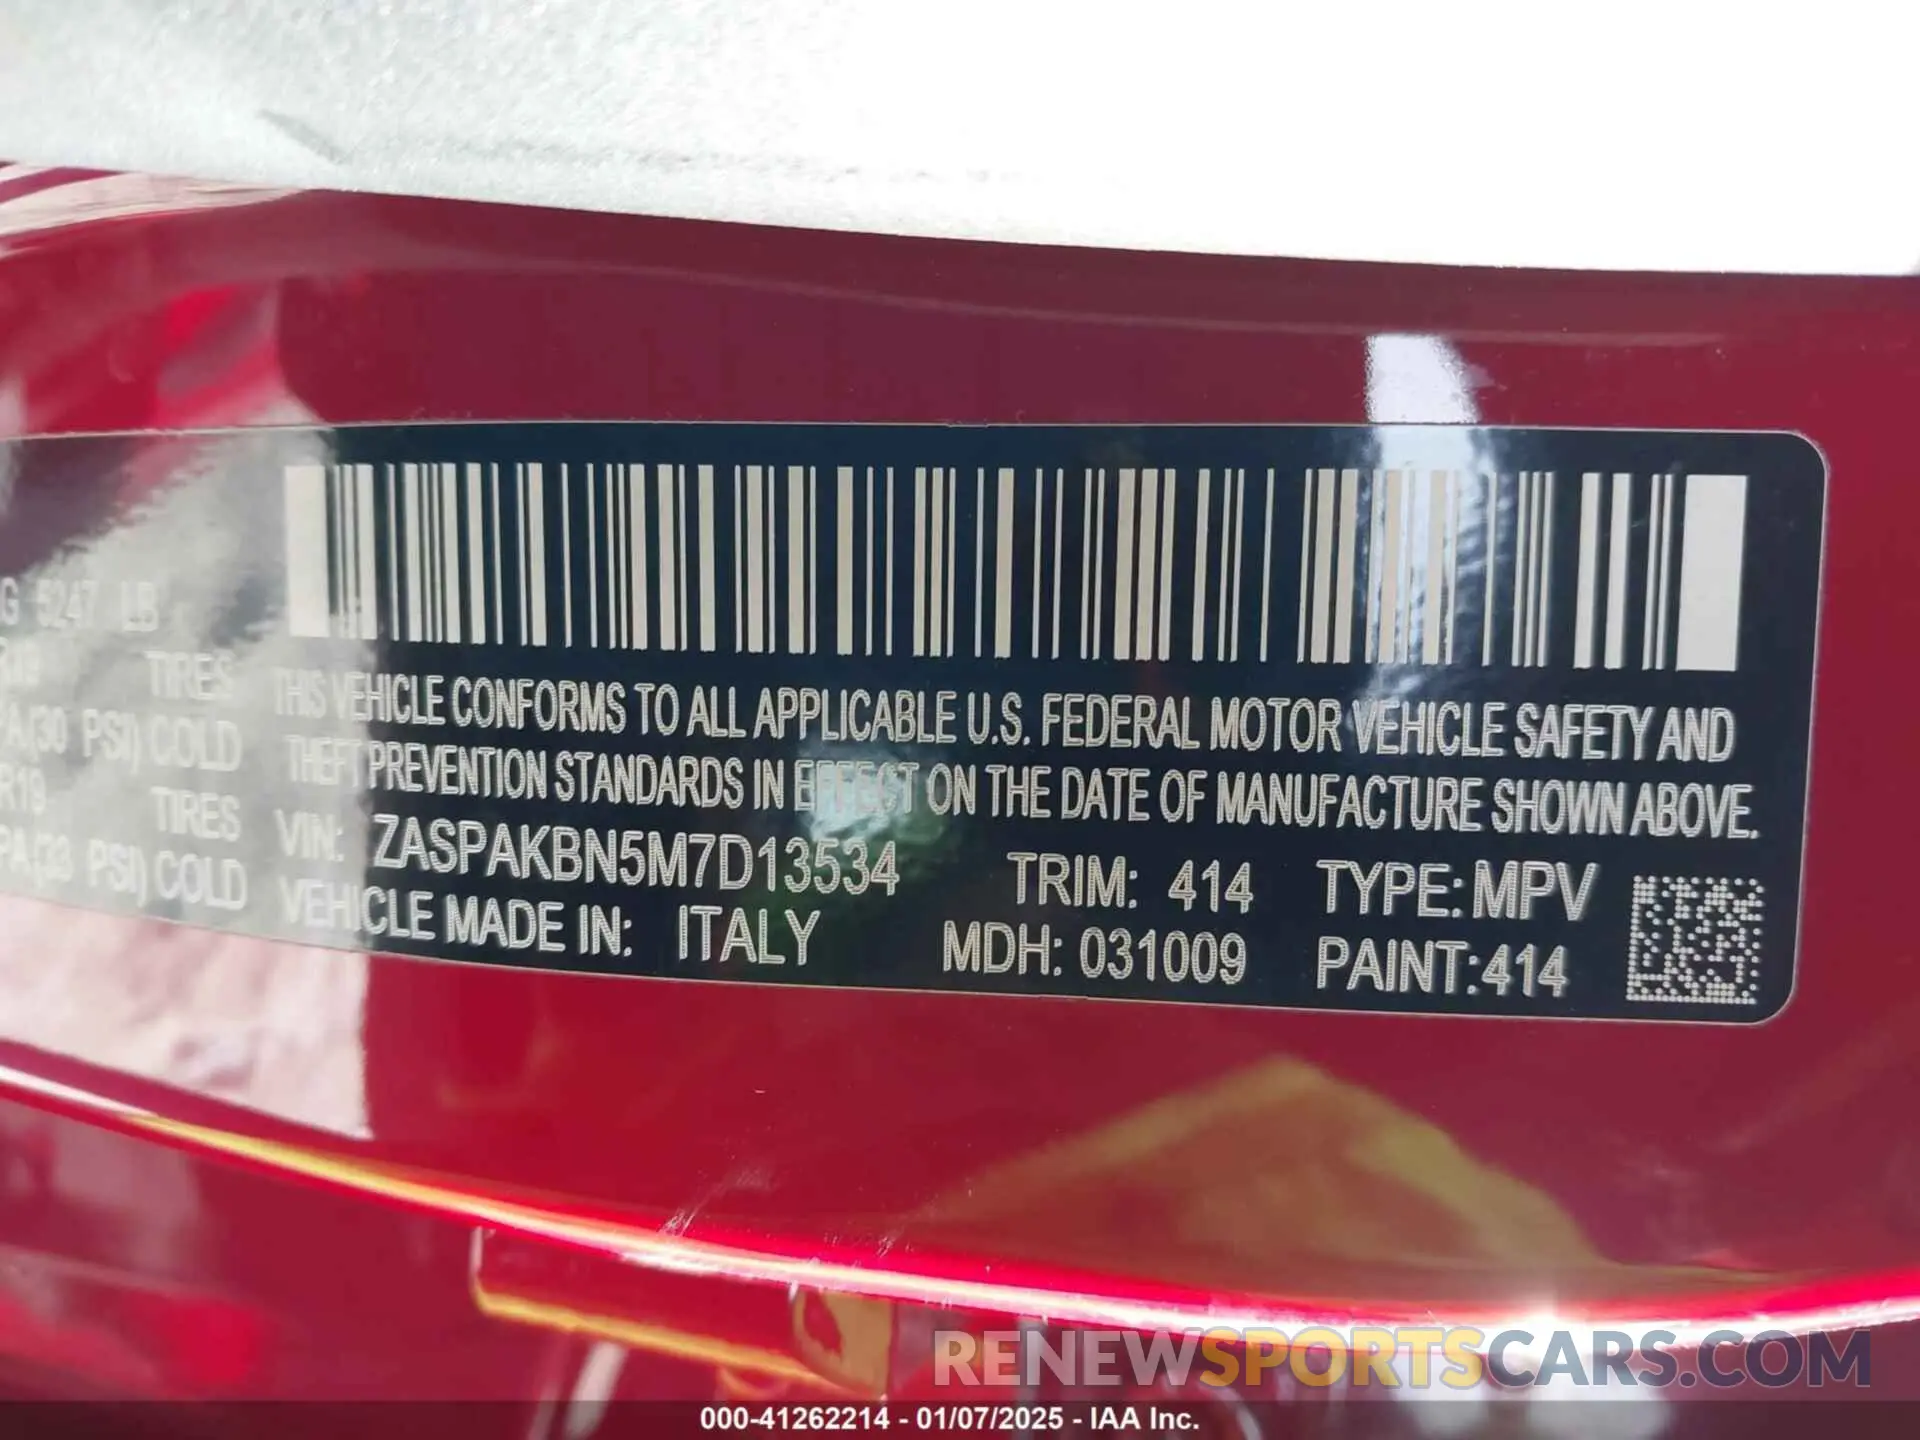 G 5247 LB
R19 TIRES
PA(30 PSI) COLD
R19 TIRES
PA(33 PSI) COLD
THIS VEHICLE CONFORMS TO ALL APPLICABLE U.S. FEDERAL MOTOR VEHICLE SAFETY AND
THEFT PREVENTION STANDARDS IN EFFECT ON THE DATE OF MANUFACTURE SHOWN ABOVE.
VIN: ZASPAKBN5M7D13534 TRIM: 414 TYPE: MPV
VEHICLE MADE IN: ITALY MDH: 031009 PAINT: 414
RENEWSPORTSCARS.COM
000-41262214 - 01/07/2025 - IAA Inc.